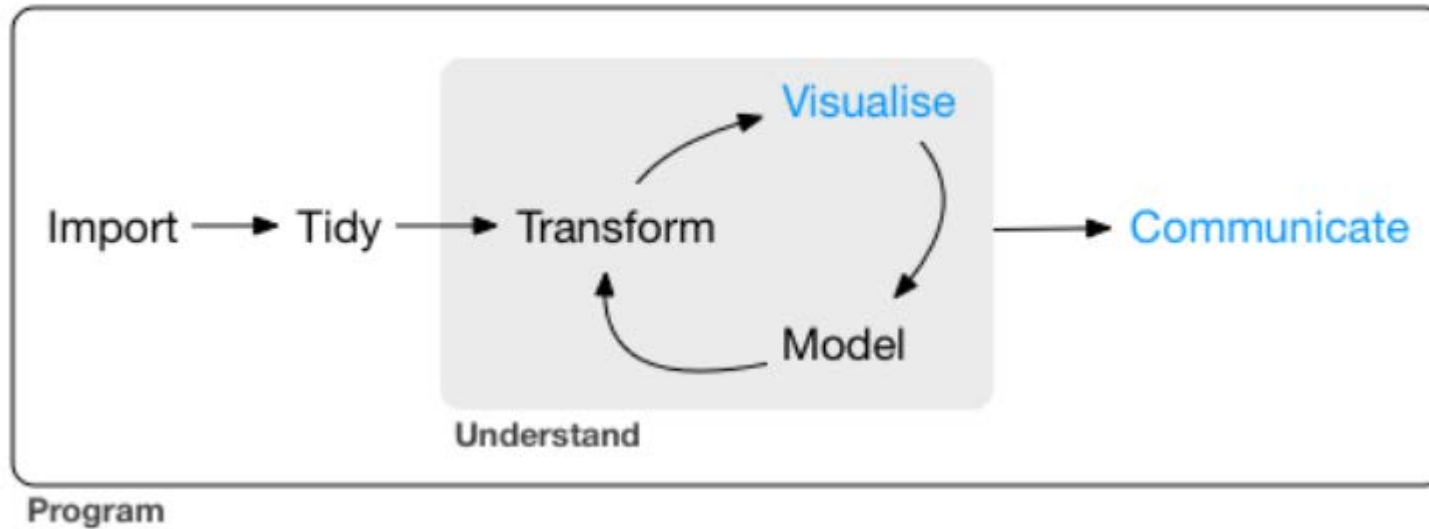 Visualise
Import
Tidy
Transform
Communicate
Model
Understand
Program